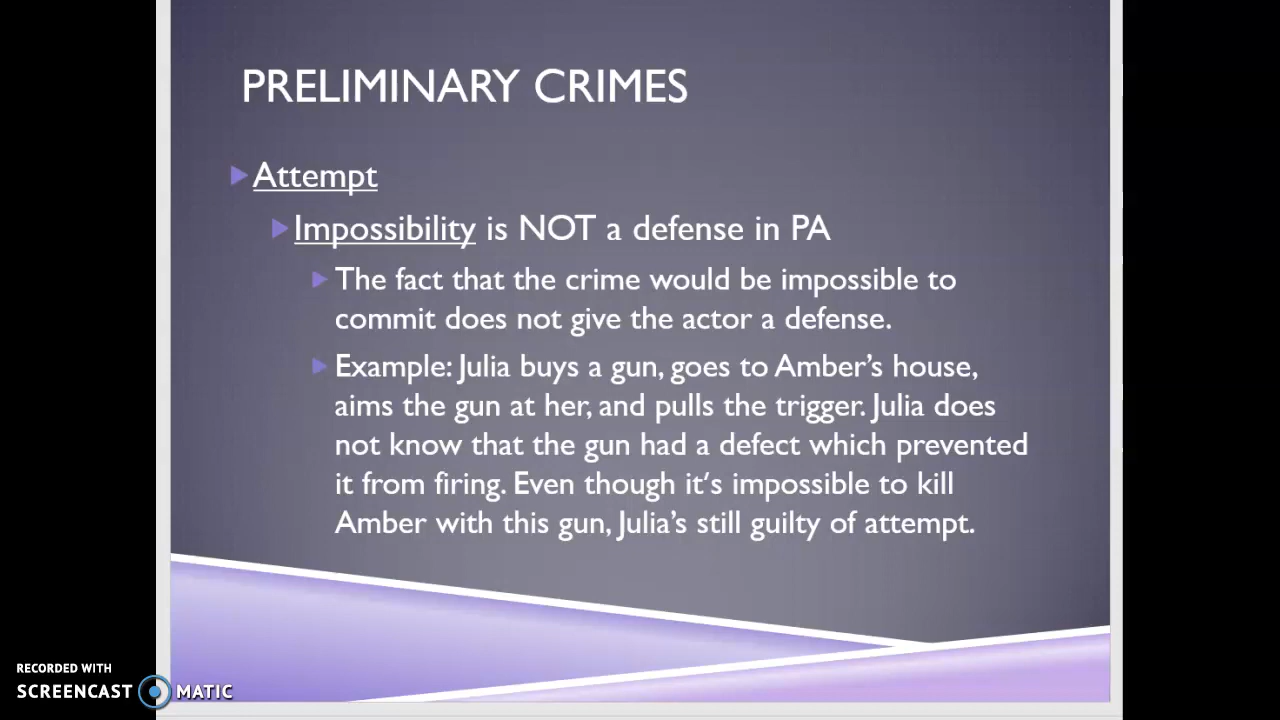 PRELIMINARY CRIMES
Attempt
Impossibility is NOT a defense in PA
The fact that the crime would be impossible to
commit does not give the actor a defense.
Example: Julia buys a gun, goes to Amber’s house,
aims the gun at her, and pulls the trigger. Julia does
not know that the gun had a defect which prevented
it from firing. Even though it’s impossible to kill
Amber with this gun, Julia’s still guilty of attempt.
RECORDED WITH
SCREENCAST MATIC